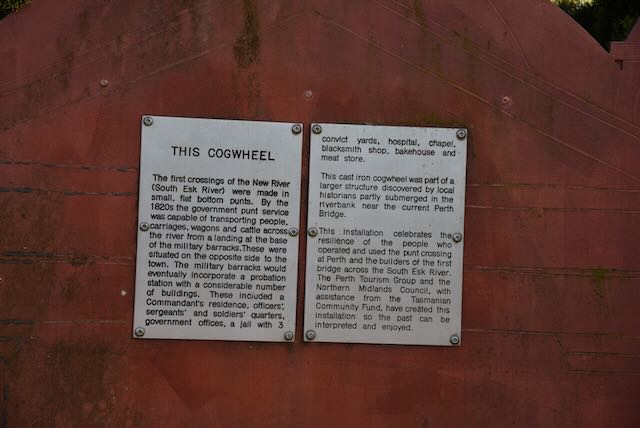 THIS COGWHEEL
The first crossings of the New River
(South Esk River) were made in
small, flat bottom punts. By the
1820s the government punt service
was capable of transporting people,
carriages, wagons and cattle across
the river from a landing at the base
of the military barracks.These were
situated on the opposite side to the
town. The military barracks would
eventually incorporate a probation
station with a considerable number
of buildings. These included a
Commandant's residence, officers',
sergeants' and soldiers' quarters,
government offices, a jail with 3
convict yards, hospital, chapel,
blacksmith shop, bakehouse and
meat store.
This cast iron cogwheel was part of a
larger structure discovered by local
historians partly submerged in the
riverbank near the current Perth
Bridge.
This Installation celebrates the
resilience of the people who
operated and used the punt crossing
at Perth and the builders of the first
bridge across the South Esk River.
The Perth Tourism Group and the
Northern Midlands Council, with
assistance from the Tasmanian
Community Fund, have created this
Installation so the past can be
interpreted and enjoyed.